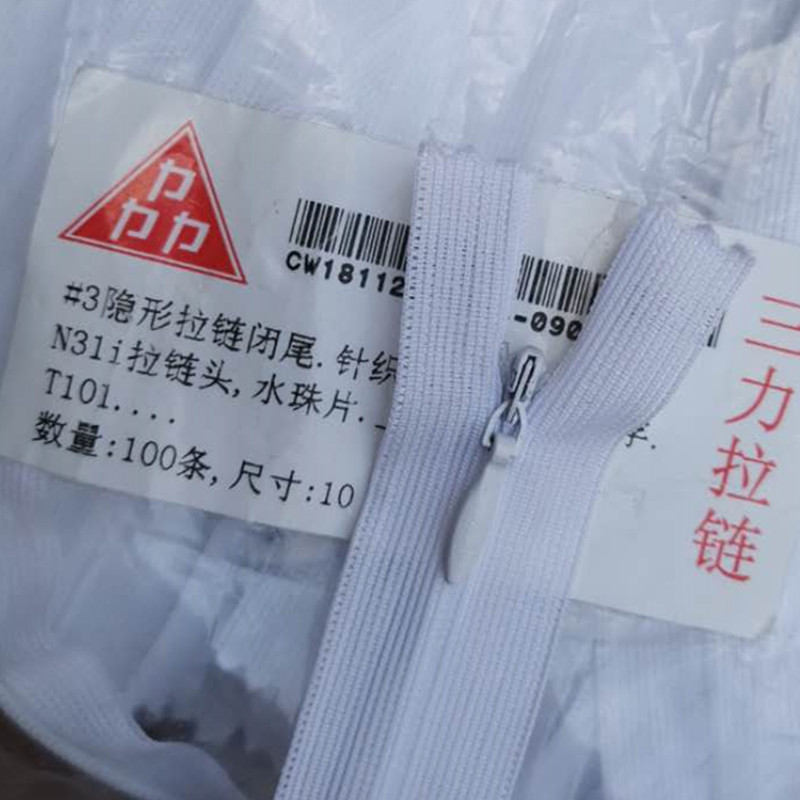 力
力力
CW18112
-090
#3隐形拉链闭尾.针织
N31i拉链头,水珠片.
T101....
数量:100条,尺寸:10
字.
三力拉链